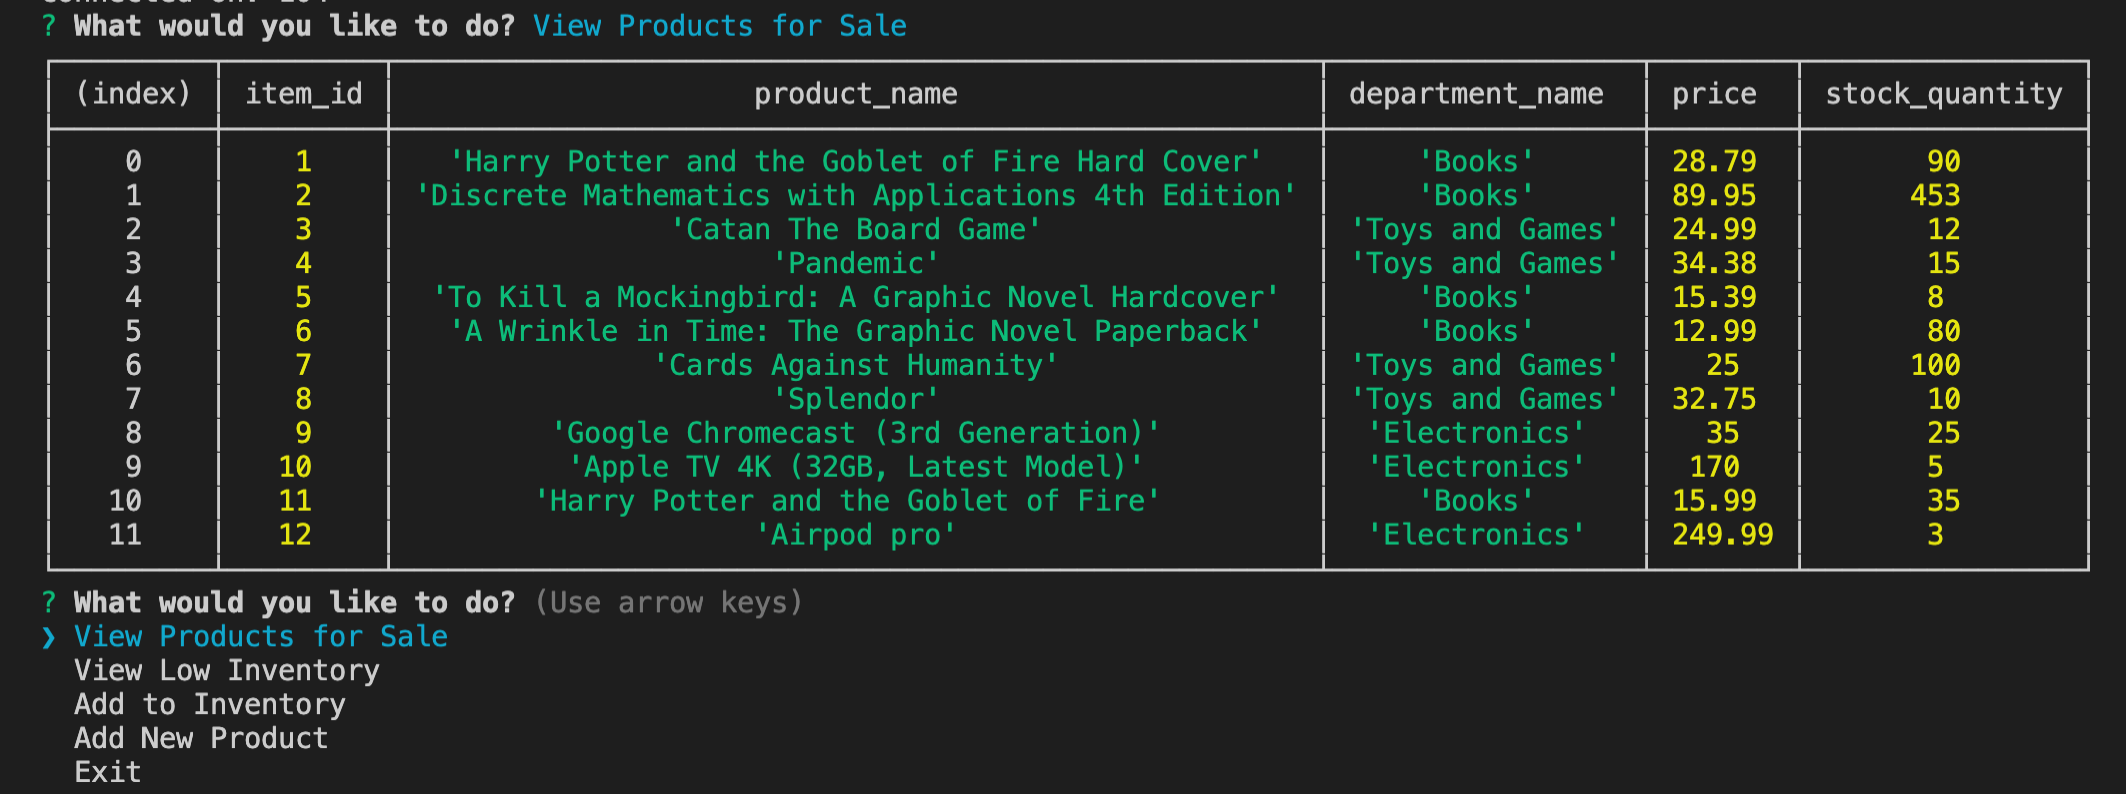 ? What would you like to do? View Products for Sale
(index) item_id product_name department_name price stock_quantity
0 1 'Harry Potter and the Goblet of Fire Hard Cover' 'Books' 28.79 90
1 2 'Discrete Mathematics with Applications 4th Edition' 'Books' 89.95 453
2 3 'Catan The Board Game' 'Toys and Games' 24.99 12
3 4 'Pandemic' 'Toys and Games' 34.38 15
4 5 'To Kill a Mockingbird: A Graphic Novel Hardcover' 'Books' 15.39 8
5 6 'A Wrinkle in Time: The Graphic Novel Paperback' 'Books' 12.99 80
6 7 'Cards Against Humanity' 'Toys and Games' 25 100
7 8 'Splendor' 'Toys and Games' 32.75 10
8 9 'Google Chromecast (3rd Generation)' 'Electronics' 35 25
9 10 'Apple TV 4K (32GB, Latest Model)' 'Electronics' 170 5
10 11 'Harry Potter and the Goblet of Fire' 'Books' 15.99 35
11 12 'Airpod pro' 'Electronics' 249.99 3
? What would you like to do? (Use arrow keys)
❯ View Products for Sale
View Low Inventory
Add to Inventory
Add New Product
Exit